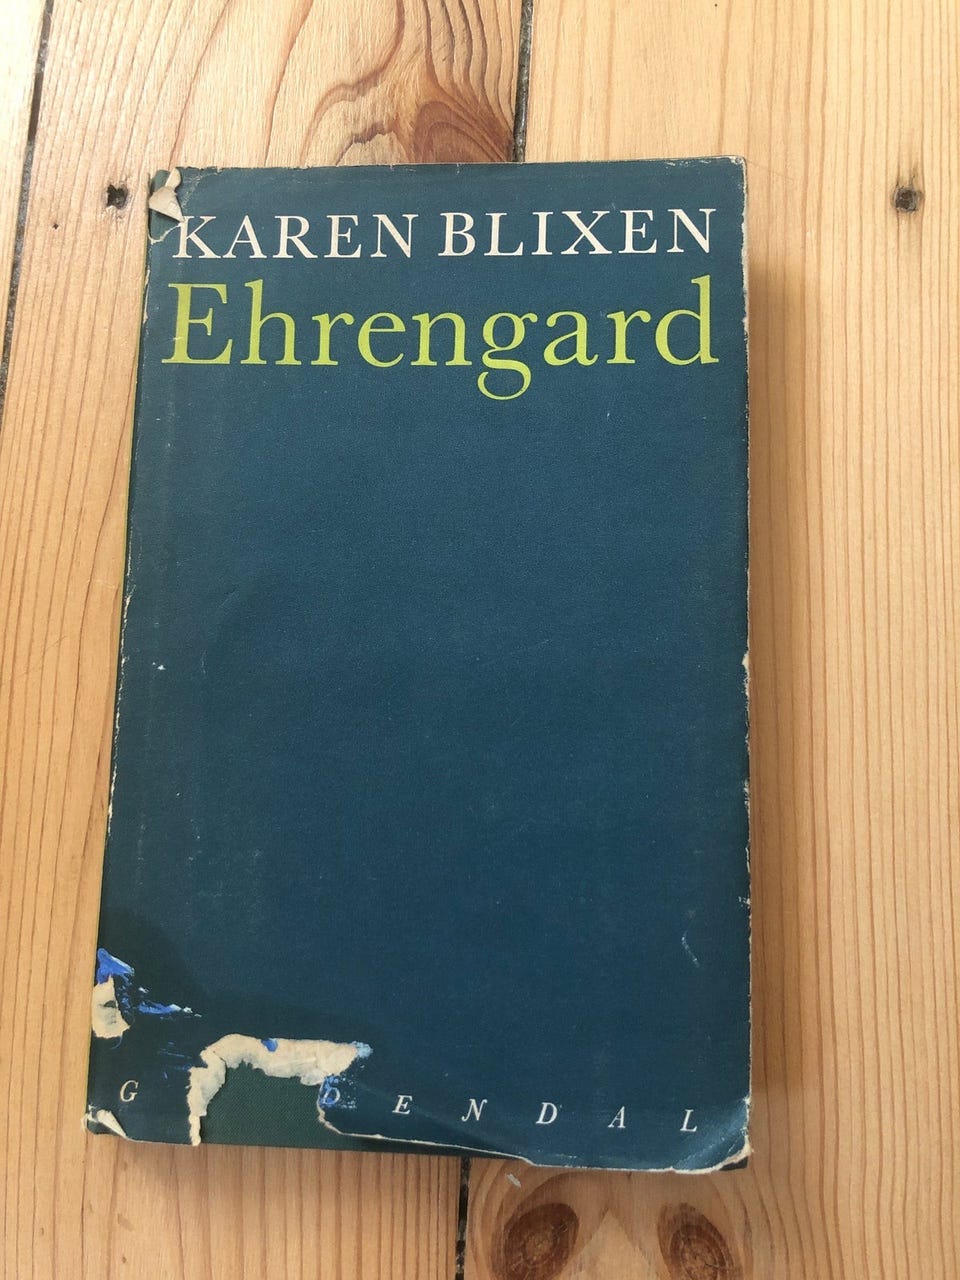 KAREN BLIXEN
Ehrengard
G DENDAL